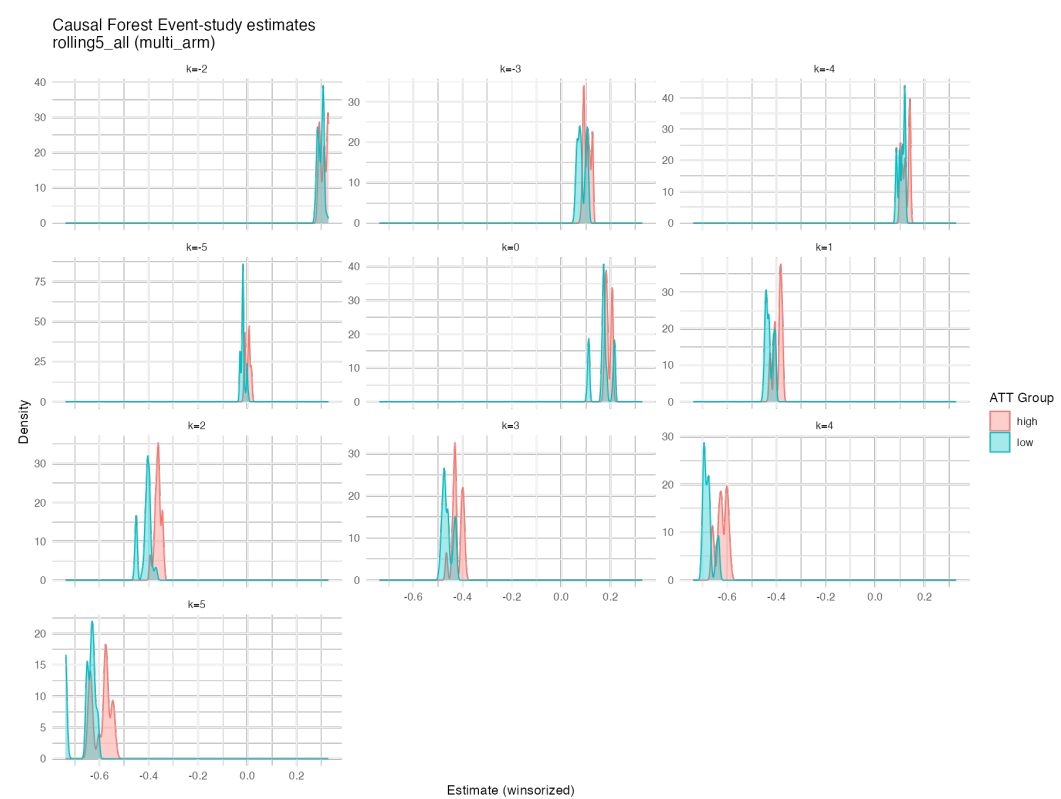 Causal Forest Event-study estimates
rolling5_all (multi_arm)
k=-2
k=-3
k=-4
40
30
20
10
0
30
20
10
0
40
30
20
10
0
k=-5
k=0
k=1
75
50
25
0
40
30
20
10
0
30
20
10
0
k=2
k=3
k=4
30
20
10
0
30
20
10
0
30
20
10
0
-0.6 -0.4 -0.2 0.0 0.2
-0.6 -0.4 -0.2 0.0 0.2
k=5
20
15
10
5
0
-0.6 -0.4 -0.2 0.0 0.2
Density
Estimate (winsorized)
ATT Group
high
low